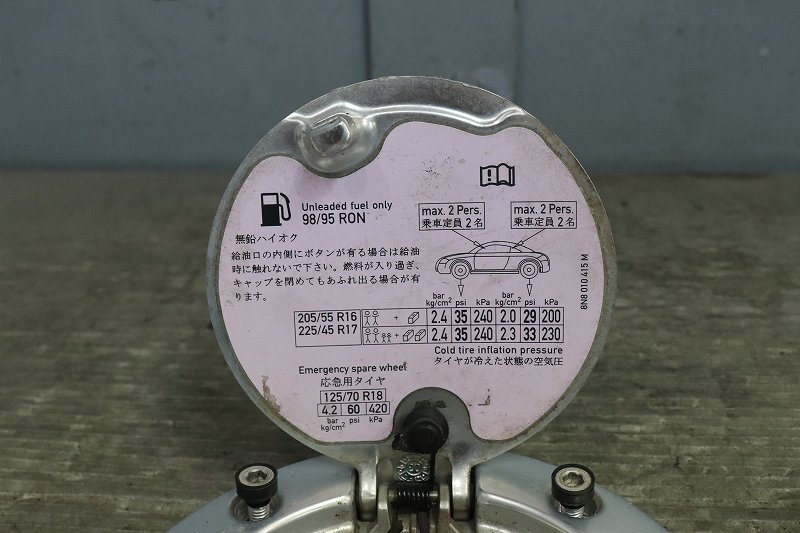 Unleaded fuel only
98/95 RON
無鉛ハイオク
給油口の内側にボタンが有る場合は給油
時に触れないで下さい。燃料が入り過ぎ、
キャップを閉めてもあふれ出る場合が有
ります。
max. 2 Pers.
乗車定員 2 名
max. 2 Pers.
乗車定員 2 名
bar psi kPa bar psi kPa
kg/cm² kg/cm²
205/55 R16 + 2.4 35 240 2.0 29 200
225/45 R17 + 2.4 35 240 2.3 33 230
Cold tire inflation pressure
タイヤが冷えた状態の空気圧
Emergency spare wheel
応急用タイヤ
125/70 R18
4.2 60 420
bar psi kPa
kg/cm²
8N8 010 415 M